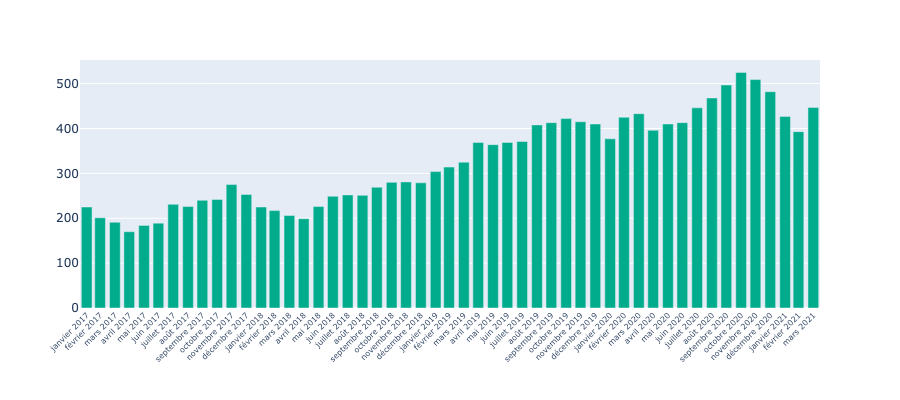 500
400
300
200
100
0
janvier 2017
février 2017
mars 2017
avril 2017
mai 2017
juin 2017
juillet 2017
août 2017
septembre 2017
octobre 2017
novembre 2017
décembre 2017
janvier 2018
février 2018
mars 2018
avril 2018
mai 2018
juin 2018
juillet 2018
août 2018
septembre 2018
octobre 2018
novembre 2018
décembre 2018
janvier 2019
février 2019
mars 2019
avril 2019
mai 2019
juin 2019
juillet 2019
août 2019
septembre 2019
octobre 2019
novembre 2019
décembre 2019
janvier 2020
février 2020
mars 2020
avril 2020
mai 2020
juin 2020
juillet 2020
août 2020
septembre 2020
octobre 2020
novembre 2020
décembre 2020
janvier 2021
février 2021
mars 2021